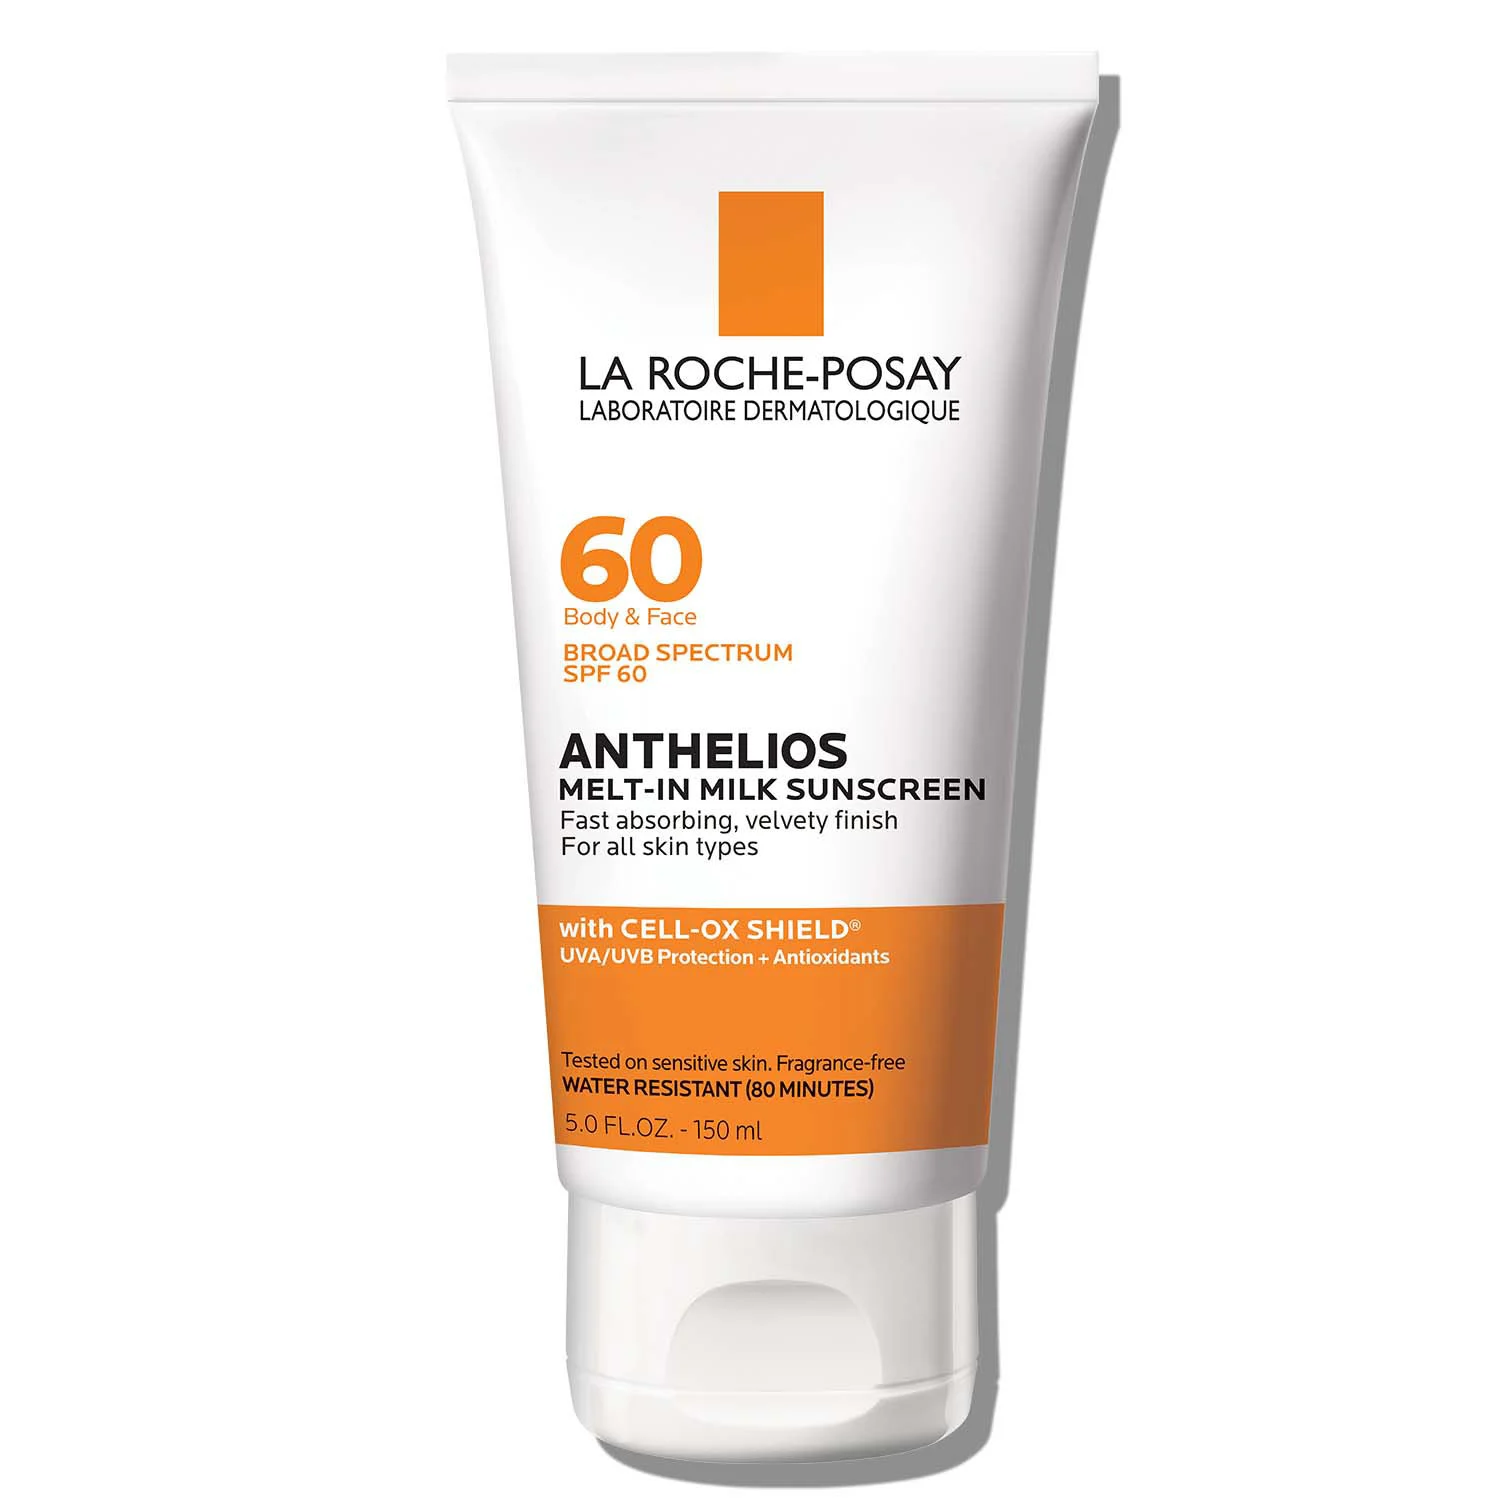 LA ROCHE-POSAY
LABORATOIRE DERMATOLOGIQUE
60
Body & Face
BROAD SPECTRUM
SPF 60
ANTHELIOS
MELT-IN MILK SUNSCREEN
Fast absorbing, velvety finish
For all skin types
with CELL-OX SHIELD®
UVA/UVB Protection + Antioxidants
Tested on sensitive skin. Fragrance-free
WATER RESISTANT (80 MINUTES)
5.0 FL.OZ. - 150 ml